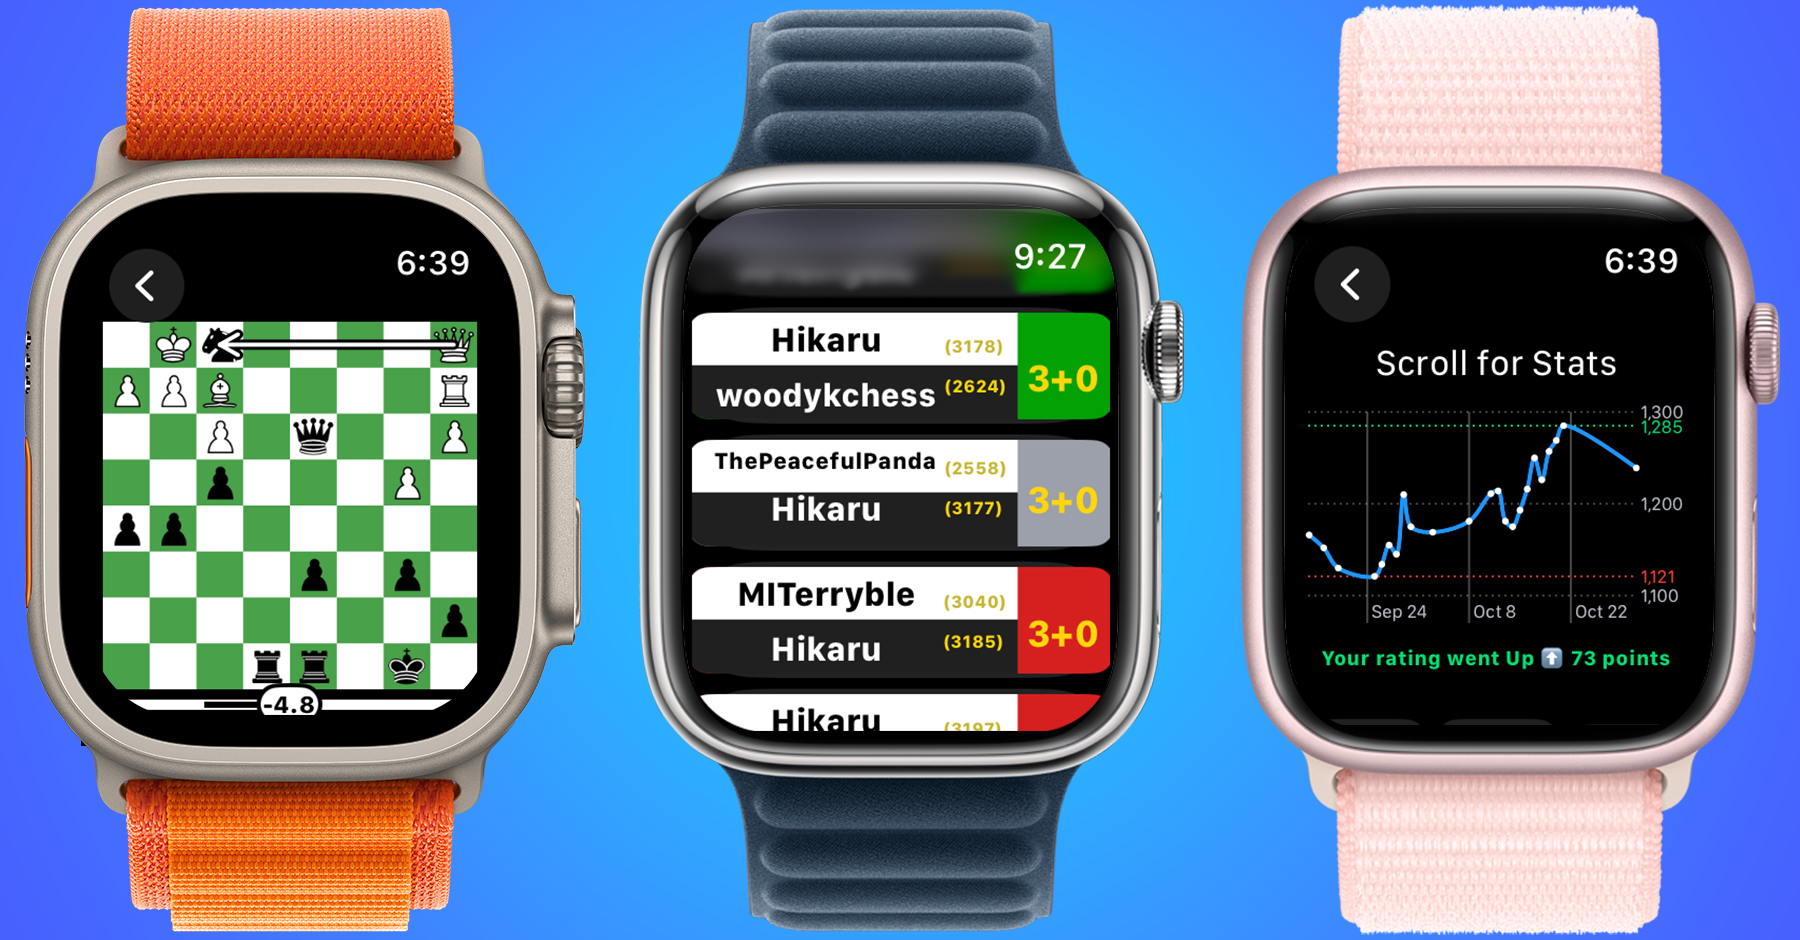 6:39
-4.8
9:27
Hikaru (3178)
woodykchess (2624)
3+0
ThePeacefulPanda (2558)
Hikaru (3177)
3+0
MITerryble (3040)
Hikaru (3185)
3+0
Hikaru (3197)
6:39
Scroll for Stats
1,300
1,285
1,200
1,121
1,100
Sep 24 Oct 8 Oct 22
Your rating went Up ⬆️ 73 points